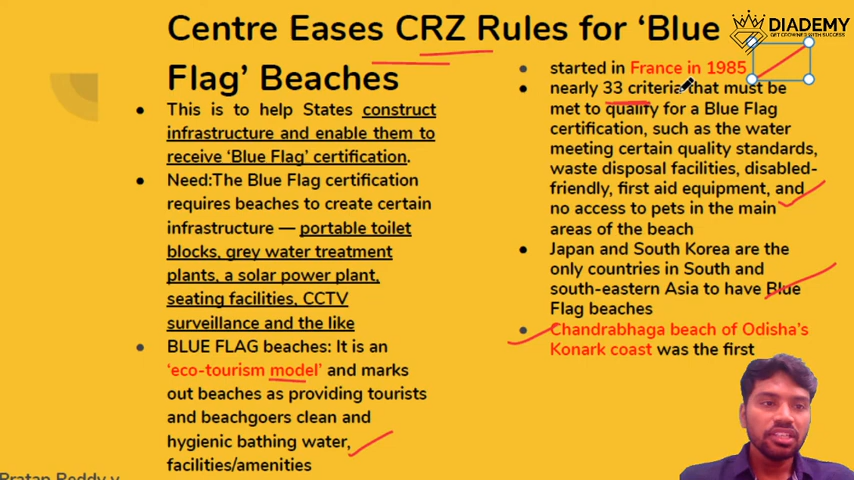 Centre Eases CRZ Rules for ‘Blue
Flag’ Beaches
DIADEMY
GET CROWNED WITH SUCCESS
● This is to help States construct
infrastructure and enable them to
receive ‘Blue Flag’ certification.
● Need:The Blue Flag certification
requires beaches to create certain
infrastructure — portable toilet
blocks, grey water treatment
plants, a solar power plant,
seating facilities, CCTV
surveillance and the like
● BLUE FLAG beaches: It is an
‘eco-tourism model’ and marks
out beaches as providing tourists
and beachgoers clean and
hygienic bathing water,
facilities/amenities
● started in France in 1985
● nearly 33 criteria that must be
met to qualify for a Blue Flag
certification, such as the water
meeting certain quality standards,
waste disposal facilities, disabled-
friendly, first aid equipment, and
no access to pets in the main
areas of the beach
● Japan and South Korea are the
only countries in South and
south-eastern Asia to have Blue
Flag beaches
● Chandrabhaga beach of Odisha’s
Konark coast was the first
Pratap Reddy y